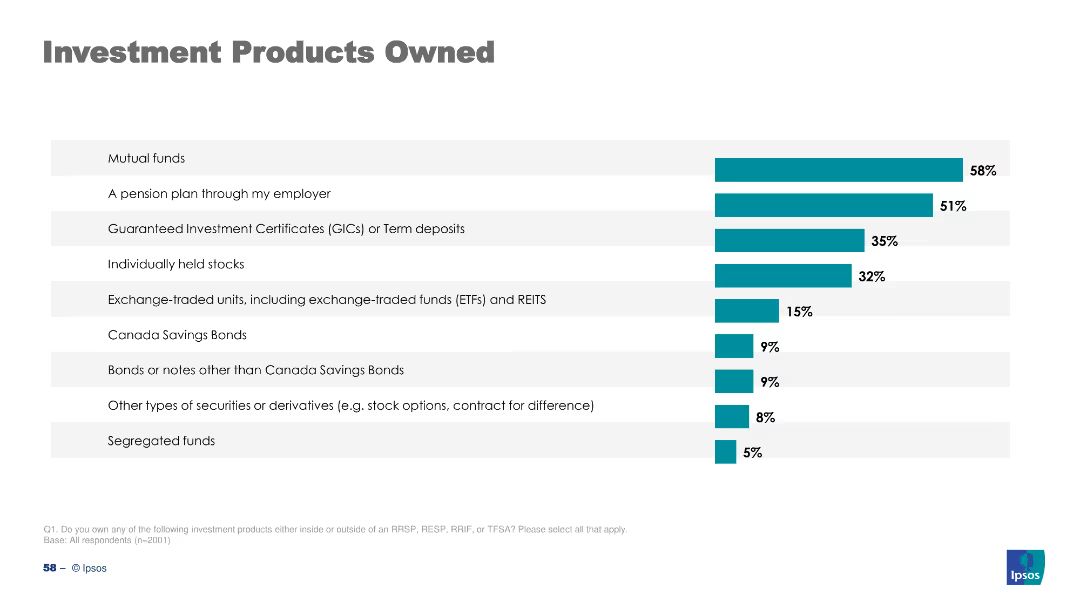 Investment Products Owned
Mutual funds
58%
A pension plan through my employer
51%
Guaranteed Investment Certificates (GICs) or Term deposits
35%
Individually held stocks
32%
Exchange-traded units, including exchange-traded funds (ETFs) and REITS
15%
Canada Savings Bonds
9%
Bonds or notes other than Canada Savings Bonds
9%
Other types of securities or derivatives (e.g. stock options, contract for difference)
8%
Segregated funds
5%
Q1. Do you own any of the following investment products either inside or outside of an RRSP, RESP, RRIF, or TFSA? Please select all that apply.
Base: All respondents (n=2001)
58 – © Ipsos
Ipsos